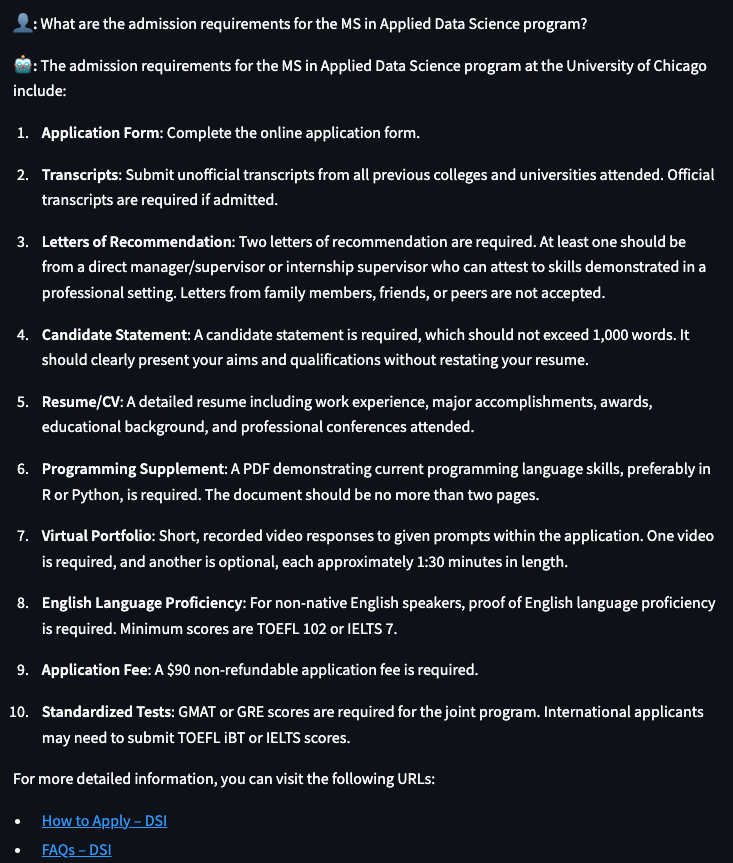 👤: What are the admission requirements for the MS in Applied Data Science program?
🤖: The admission requirements for the MS in Applied Data Science program at the University of Chicago
include:
1. Application Form: Complete the online application form.
2. Transcripts: Submit unofficial transcripts from all previous colleges and universities attended. Official
transcripts are required if admitted.
3. Letters of Recommendation: Two letters of recommendation are required. At least one should be
from a direct manager/supervisor or internship supervisor who can attest to skills demonstrated in a
professional setting. Letters from family members, friends, or peers are not accepted.
4. Candidate Statement: A candidate statement is required, which should not exceed 1,000 words. It
should clearly present your aims and qualifications without restating your resume.
5. Resume/CV: A detailed resume including work experience, major accomplishments, awards,
educational background, and professional conferences attended.
6. Programming Supplement: A PDF demonstrating current programming language skills, preferably in
R or Python, is required. The document should be no more than two pages.
7. Virtual Portfolio: Short, recorded video responses to given prompts within the application. One video
is required, and another is optional, each approximately 1:30 minutes in length.
8. English Language Proficiency: For non-native English speakers, proof of English language proficiency
is required. Minimum scores are TOEFL 102 or IELTS 7.
9. Application Fee: A $90 non-refundable application fee is required.
10. Standardized Tests: GMAT or GRE scores are required for the joint program. International applicants
may need to submit TOEFL iBT or IELTS scores.
For more detailed information, you can visit the following URLs:
• How to Apply – DSI
• FAQs – DSI